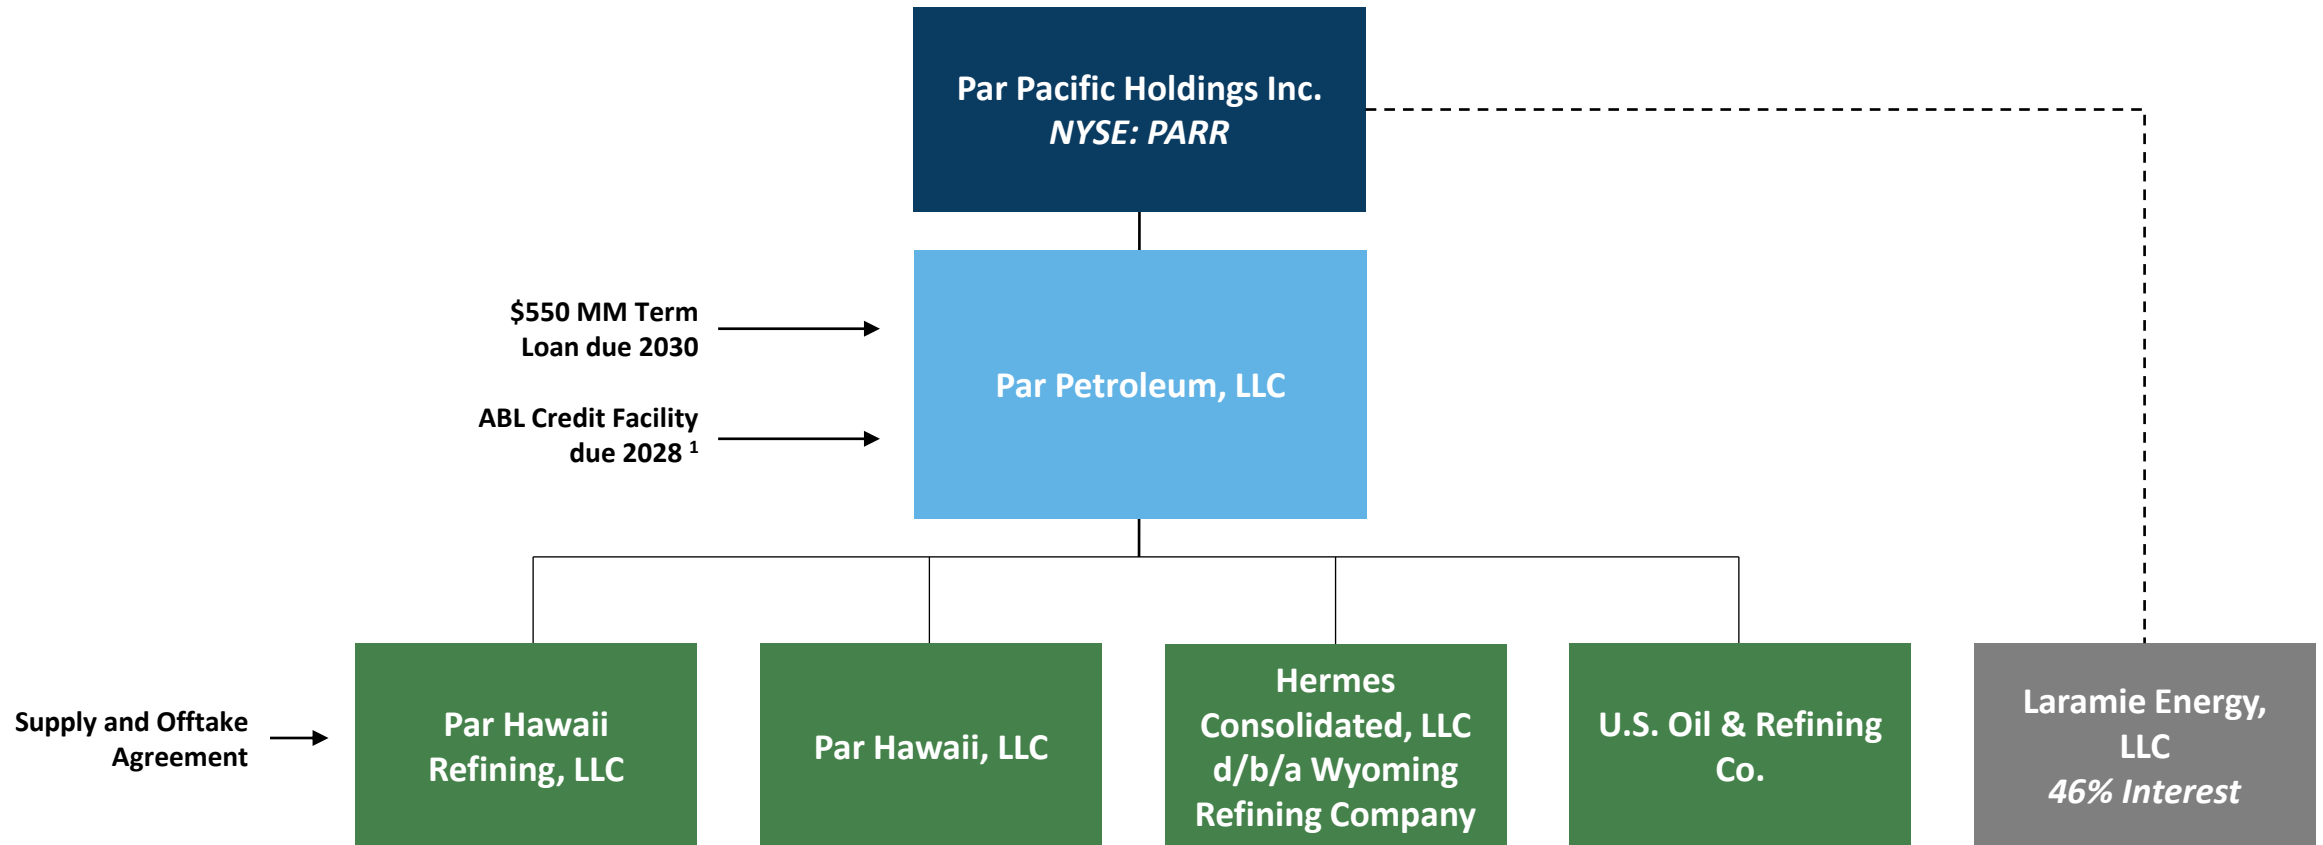 Par Pacific Holdings Inc.
NYSE: PARR
$550 MM Term
Loan due 2030
ABL Credit Facility
due 2028 1
Par Petroleum, LLC
Supply and Offtake
Agreement
Par Hawaii
Refining, LLC
Par Hawaii, LLC
Hermes
Consolidated, LLC
d/b/a Wyoming
Refining Company
U.S. Oil & Refining
Co.
Laramie Energy,
LLC
46% Interest